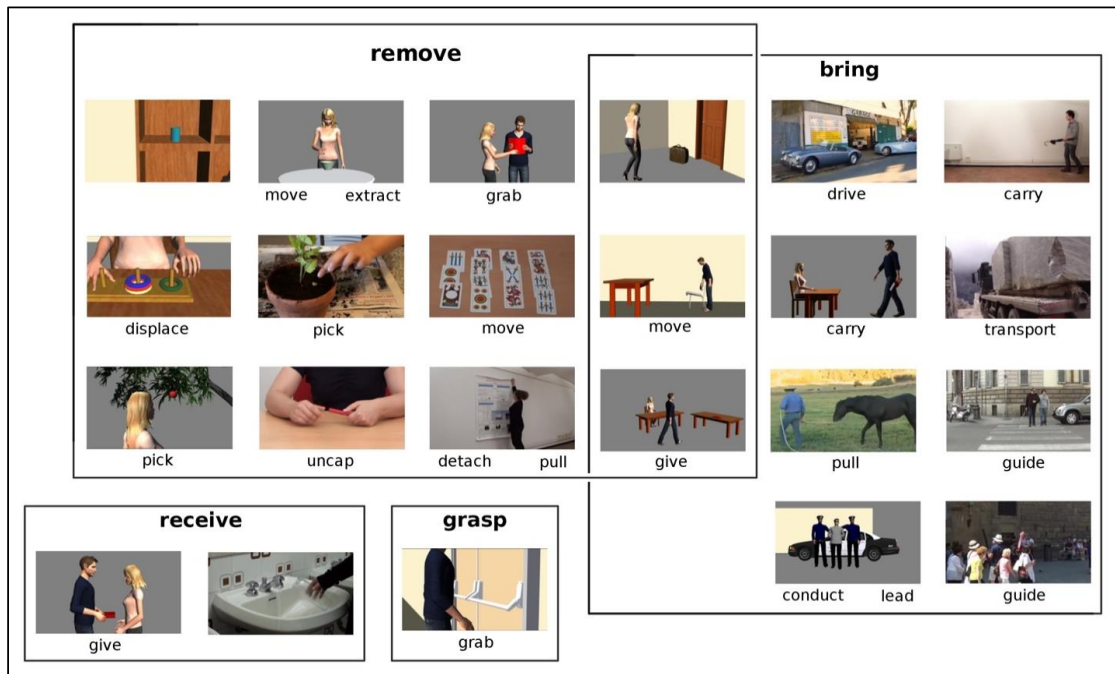 remove
bring
move extract grab drive carry
displace pick move move carry transport
pick uncap detach pull give pull guide
receive
grasp
conduct lead guide
give
grab